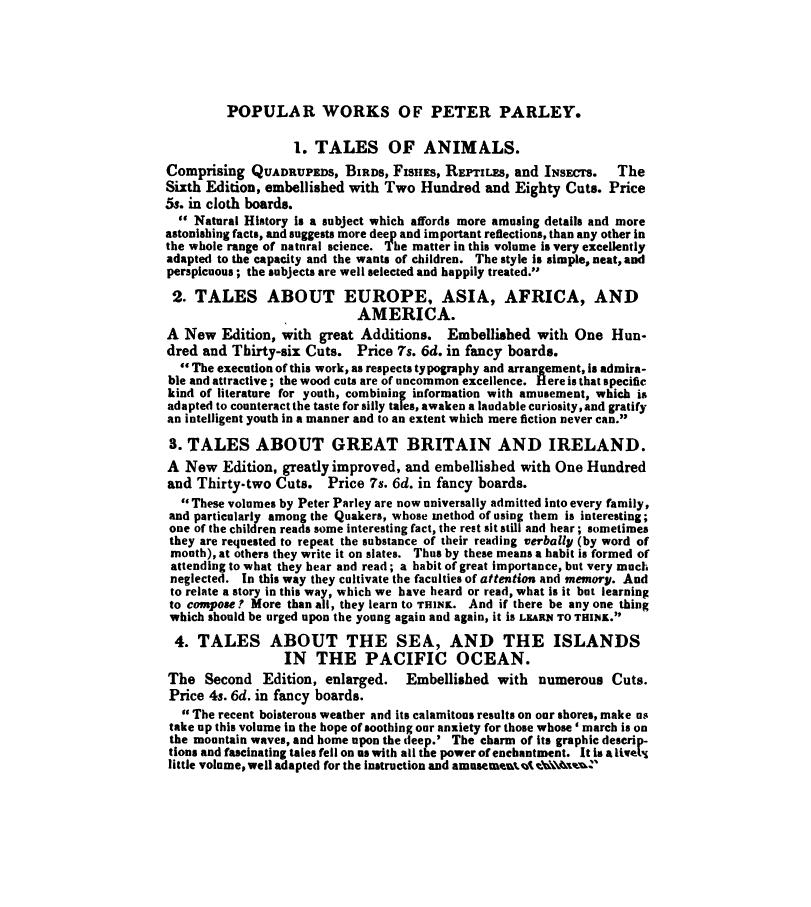 POPULAR WORKS OF PETER PARLEY.
1. TALES OF ANIMALS.
Comprising QUADRUPEDS, BIRDS, FISHES, REPTILES, and INSECTS. The
Sixth Edition, embellished with Two Hundred and Eighty Cuts. Price
5s. in cloth boards.
“ Natural History is a subject which affords more amusing details and more
astonishing facts, and suggests more deep and important reflections, than any other in
the whole range of natural science. The matter in this volume is very excellently
adapted to the capacity and the wants of children. The style is simple, neat, and
perspicuous; the subjects are well selected and happily treated.”
2. TALES ABOUT EUROPE, ASIA, AFRICA, AND
AMERICA.
A New Edition, with great Additions. Embellished with One Hun-
dred and Thirty-six Cuts. Price 7s. 6d. in fancy boards.
“ The execution of this work, as respects typography and arrangement, is admira-
ble and attractive; the wood cuts are of uncommon excellence. Here is that specific
kind of literature for youth, combining information with amusement, which is
adapted to counteract the taste for silly tales, awaken a laudable curiosity, and gratify
an intelligent youth in a manner and to an extent which mere fiction never can.”
3. TALES ABOUT GREAT BRITAIN AND IRELAND.
A New Edition, greatly improved, and embellished with One Hundred
and Thirty-two Cuts. Price 7s. 6d. in fancy boards.
“ These volumes by Peter Parley are now universally admitted into every family,
and particularly among the Quakers, whose method of using them is interesting;
one of the children reads some interesting fact, the rest sit still and hear; sometimes
they are requested to repeat the substance of their reading verbally (by word of
mouth), at others they write it on slates. Thus by these means a habit is formed of
attending to what they hear and read; a habit of great importance, but very much
neglected. In this way they cultivate the faculties of attention and memory. And
to relate a story in this way, which we have heard or read, what is it but learning
to compose? More than all, they learn to THINK. And if there be any one thing
which should be urged upon the young again and again, it is LEARN TO THINK.”
4. TALES ABOUT THE SEA, AND THE ISLANDS
IN THE PACIFIC OCEAN.
The Second Edition, enlarged. Embellished with numerous Cuts.
Price 4s. 6d. in fancy boards.
“ The recent boisterous weather and its calamitous results on our shores, make us
take up this volume in the hope of soothing our anxiety for those whose ‘ march is on
the mountain waves, and home upon the deep.’ The charm of its graphic descrip-
tions and fascinating tales fell on us with all the power of enchantment. It is a lively
little volume, well adapted for the instruction and amusement of children.”